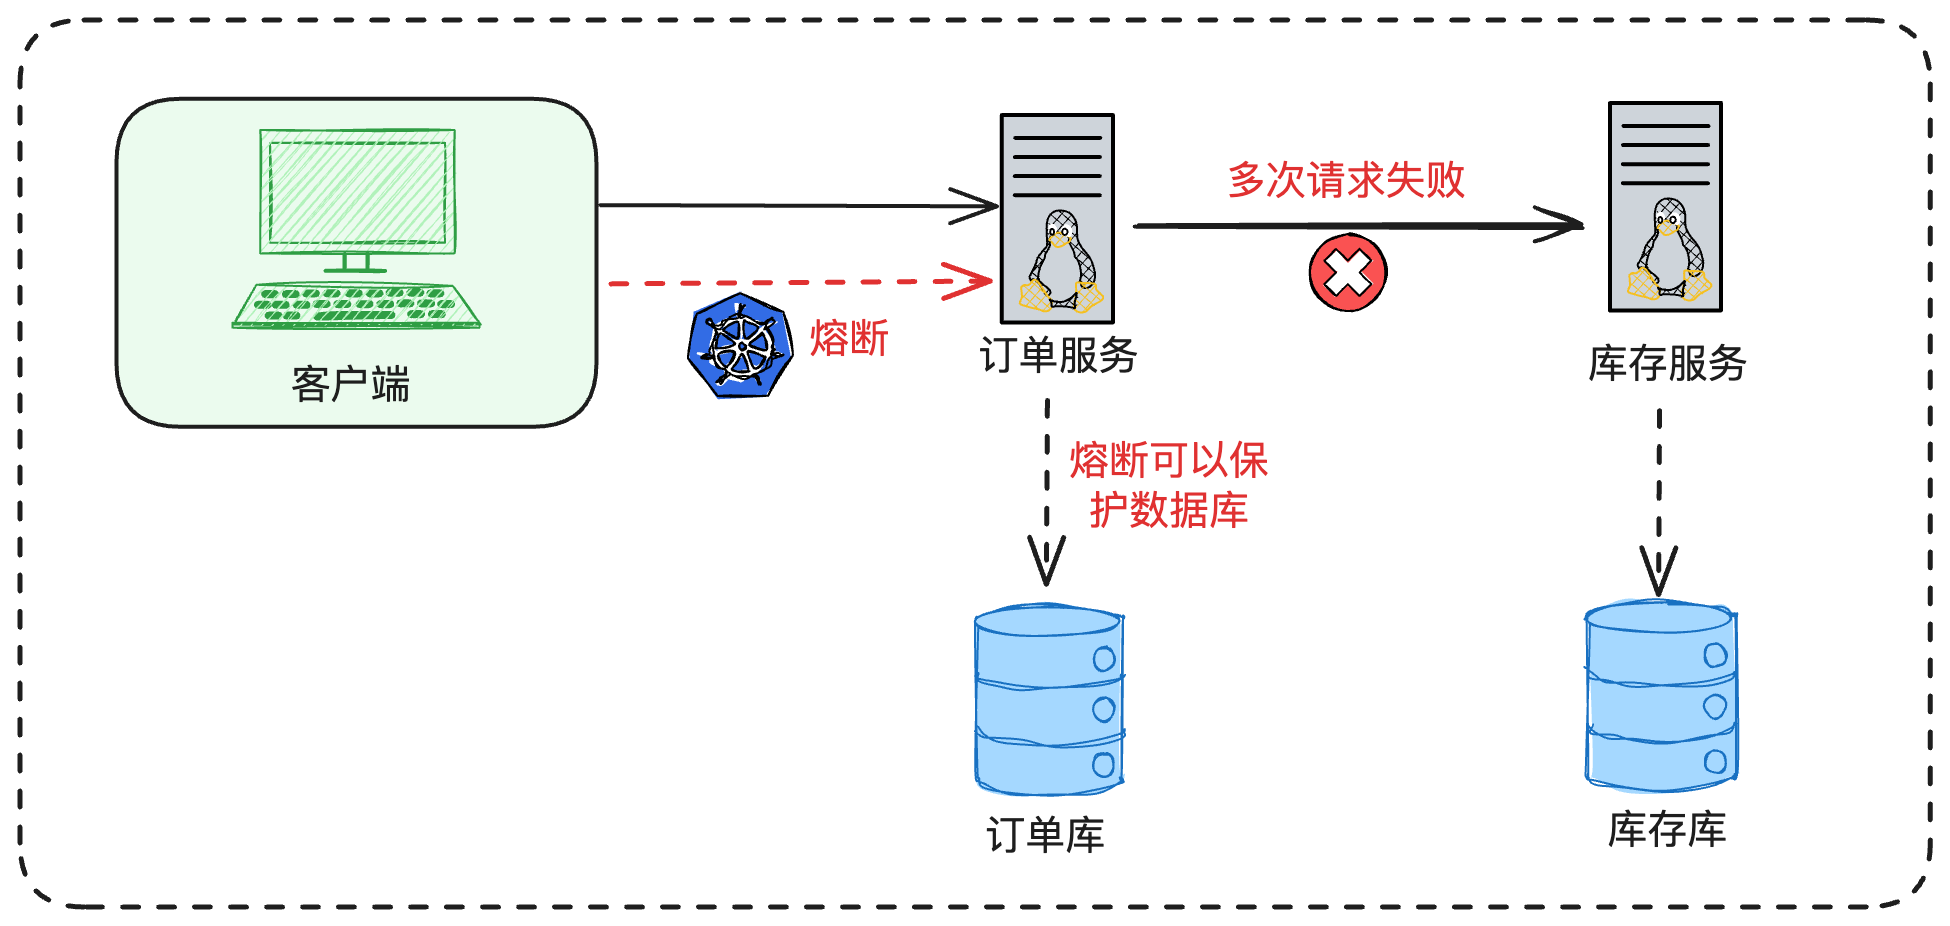 多次请求失败
熔断
订单服务
库存服务
客户端
熔断可以保
护数据库
订单库
库存库